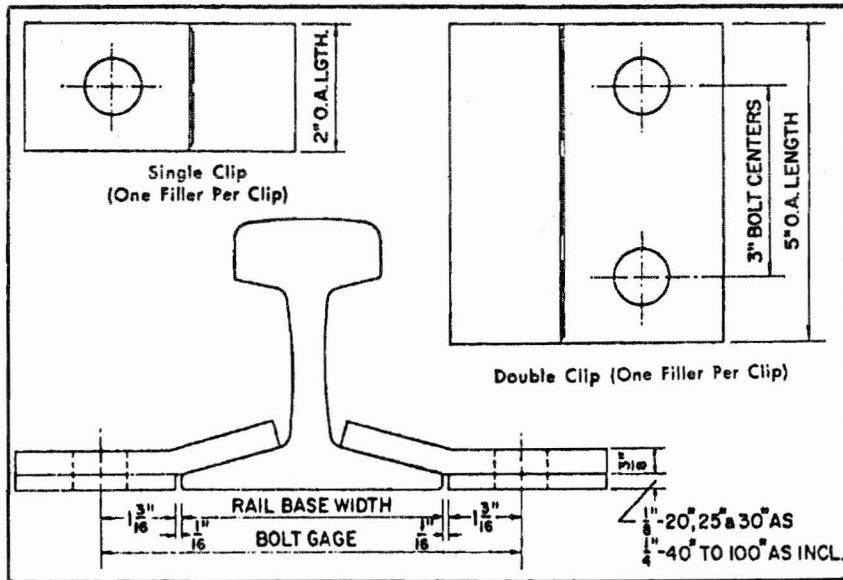 2" O.A. LGTH.
Single Clip
(One Filler Per Clip)
3" BOLT CENTERS
5" O.A. LENGTH
Double Clip (One Filler Per Clip)
3/8"
1 3/16"
1/16"
RAIL BASE WIDTH
1/16"
1 3/16"
BOLT GAGE
1/8"-20#, 25# & 30# AS
1/4"-40# TO 100# AS INCL.